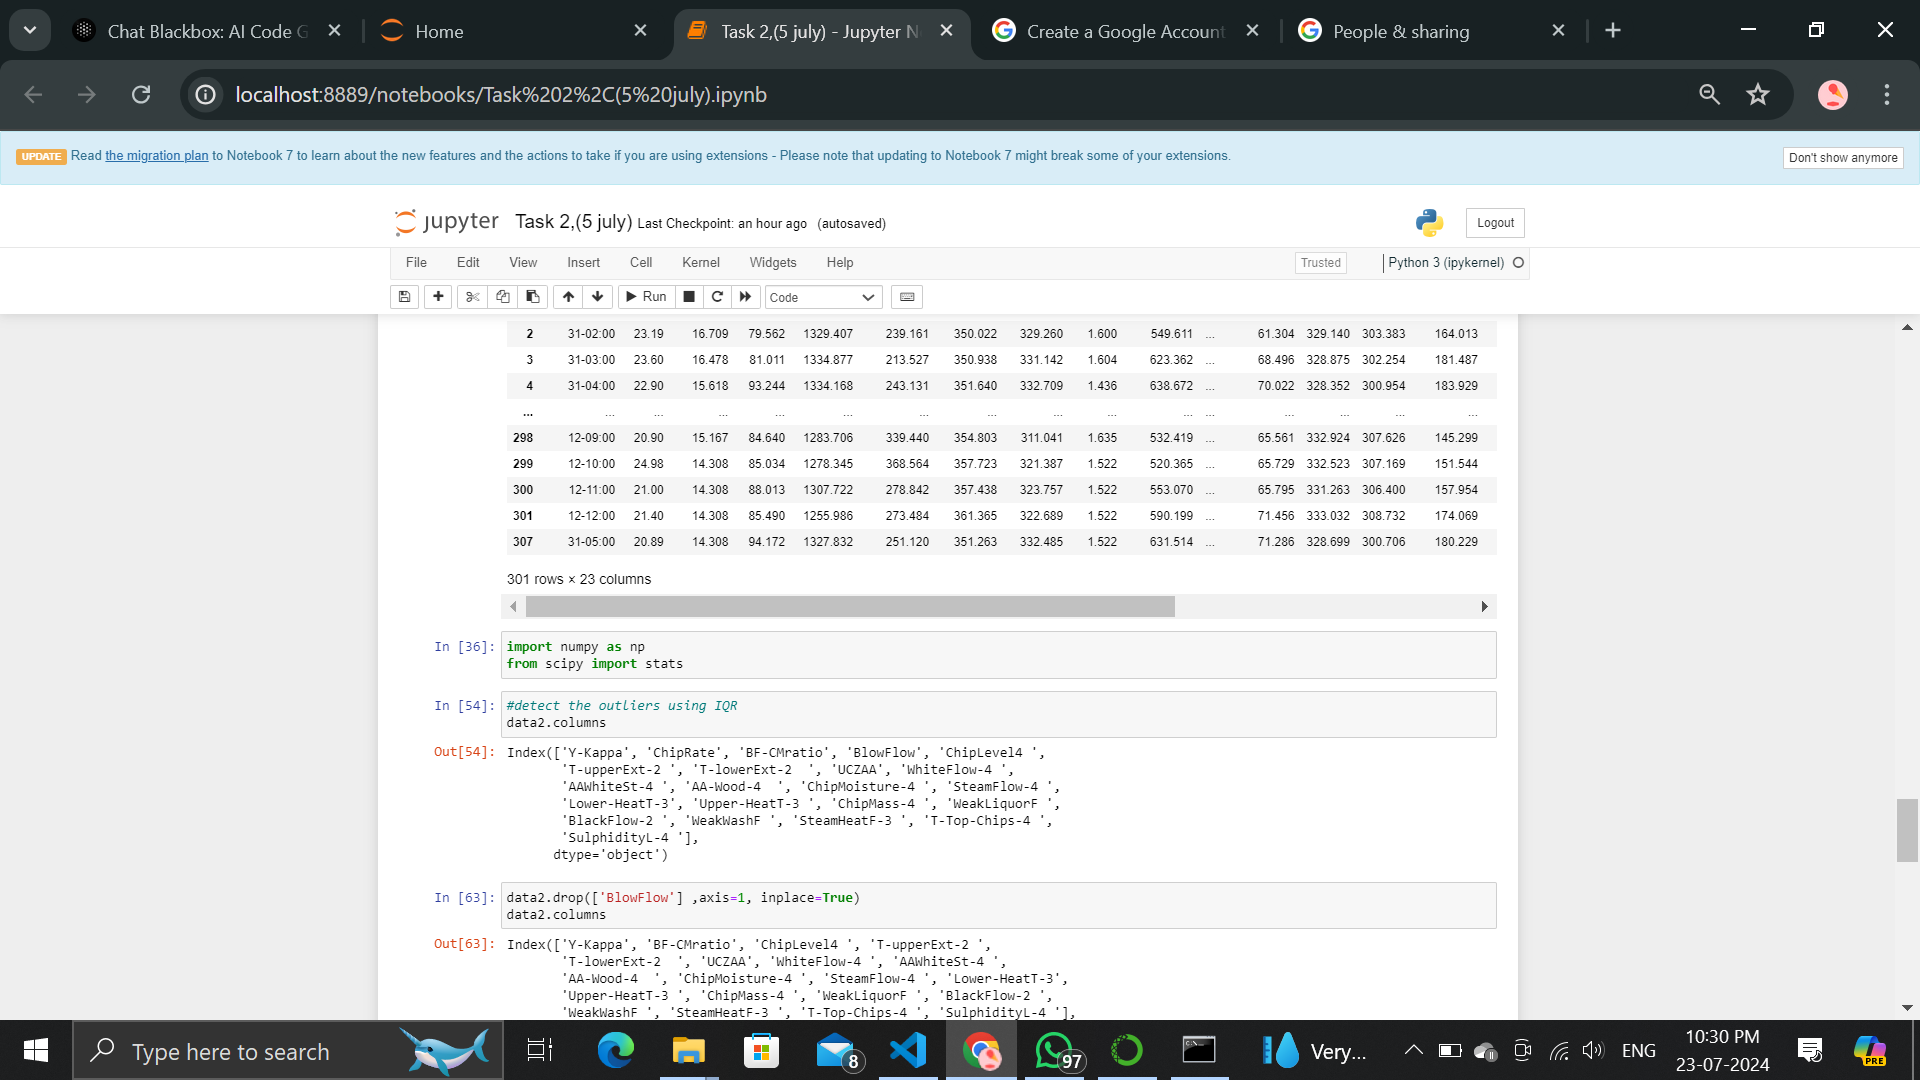 Chat Blackbox: AI Code G
Home
Task 2,(5 july) - Jupyter N
Create a Google Account
People & sharing
localhost:8889/notebooks/Task%202%2C(5%20july).ipynb
UPDATE Read the migration plan to Notebook 7 to learn about the new features and the actions to take if you are using extensions - Please note that updating to Notebook 7 might break some of your extensions.
Don't show anymore
jupyter Task 2,(5 july) Last Checkpoint: an hour ago (autosaved)
Logout
File Edit View Insert Cell Kernel Widgets Help
Trusted
Python 3 (ipykernel)
Run
Code
2 31-02:00 23.19 16.709 79.562 1329.407 239.161 350.022 329.260 1.600 549.611 ... 61.304 329.140 303.383 164.013
3 31-03:00 23.60 16.478 81.011 1334.877 213.527 350.938 331.142 1.604 623.362 ... 68.496 328.875 302.254 181.487
4 31-04:00 22.90 15.618 93.244 1334.168 243.131 351.640 332.709 1.436 638.672 ... 70.022 328.352 300.954 183.929
... ... ... ... ... ... ... ... ... ... ... ... ... ... ... ...
298 12-09:00 20.90 15.167 84.640 1283.706 339.440 354.803 311.041 1.635 532.419 ... 65.561 332.924 307.626 145.299
299 12-10:00 24.98 14.308 85.034 1278.345 368.564 357.723 321.387 1.522 520.365 ... 65.729 332.523 307.169 151.544
300 12-11:00 21.00 14.308 88.013 1307.722 278.842 357.438 323.757 1.522 553.070 ... 65.795 331.263 306.400 157.954
301 12-12:00 21.40 14.308 85.490 1255.986 273.484 361.365 322.689 1.522 590.199 ... 71.456 333.032 308.732 174.069
307 31-05:00 20.89 14.308 94.172 1327.832 251.120 351.263 332.485 1.522 631.514 ... 71.286 328.699 300.706 180.229
301 rows × 23 columns
In [36]: import numpy as np
from scipy import stats
In [54]: #detect the outliers using IQR
data2.columns
Out[54]: Index(['Y-Kappa', 'ChipRate', 'BF-CMratio', 'BlowFlow', 'ChipLevel4 ',
'T-upperExt-2 ', 'T-lowerExt-2  ', 'UCZAA', 'WhiteFlow-4 ',
'AAWhiteSt-4 ', 'AA-Wood-4  ', 'ChipMoisture-4 ', 'SteamFlow-4 ',
'Lower-HeatT-3', 'Upper-HeatT-3 ', 'ChipMass-4 ', 'WeakLiquorF ',
'BlackFlow-2 ', 'WeakWashF ', 'SteamHeatF-3 ', 'T-Top-Chips-4 ',
'SulphidityL-4 '],
dtype='object')
In [63]: data2.drop(['BlowFlow'] ,axis=1, inplace=True)
data2.columns
Out[63]: Index(['Y-Kappa', 'BF-CMratio', 'ChipLevel4 ', 'T-upperExt-2 ',
'T-lowerExt-2  ', 'UCZAA', 'WhiteFlow-4 ', 'AAWhiteSt-4 ',
'AA-Wood-4  ', 'ChipMoisture-4 ', 'SteamFlow-4 ', 'Lower-HeatT-3',
'Upper-HeatT-3 ', 'ChipMass-4 ', 'WeakLiquorF ', 'BlackFlow-2 ',
'WeakWashF ', 'SteamHeatF-3 ', 'T-Top-Chips-4 ', 'SulphidityL-4 '],
Type here to search
8
97
Very...
ENG
10:30 PM
23-07-2024
PRE